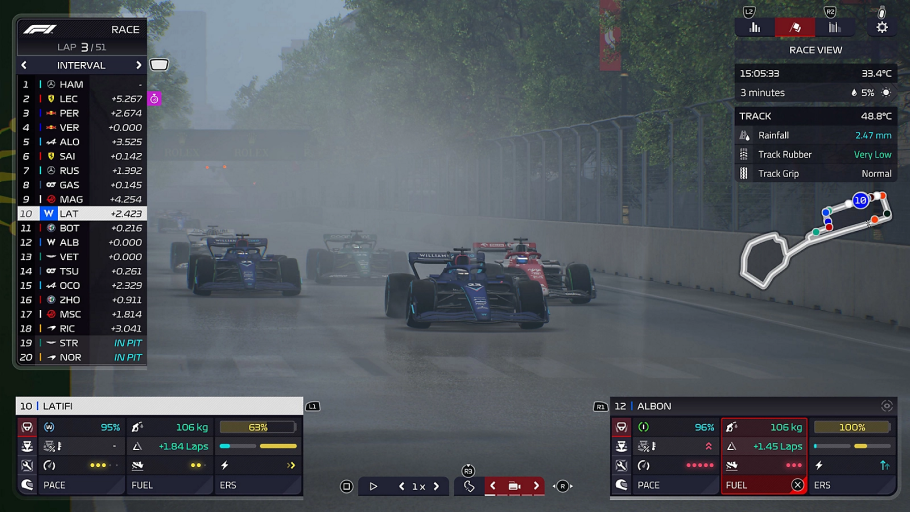 RACE
LAP 3 / 51
INTERVAL
1 HAM -
2 LEC +5.267
3 PER +2.674
4 VER +0.000
5 ALO +3.525
6 SAI +0.142
7 RUS +1.392
8 GAS +0.145
9 MAG +4.254
10 LAT +2.423
11 BOT +0.216
12 ALB +0.000
13 VET +0.000
14 TSU +0.261
15 OCO +2.329
16 ZHO +0.911
17 MSC +1.814
18 RIC +3.041
19 STR IN PIT
20 NOR IN PIT
L2 R2
RACE VIEW
15:05:33 33.4°C
3 minutes 5%
TRACK 48.8°C
Rainfall 2.47 mm
Track Rubber Very Low
Track Grip Normal
10
WILLIAMS
23
10 LATIFI L1
W 95% 106 kg 63%
- +1.84 Laps
PACE FUEL ERS
R3
1x
R
R1 12 ALBON
I 96% 106 kg 100%
+1.45 Laps
PACE FUEL ERS